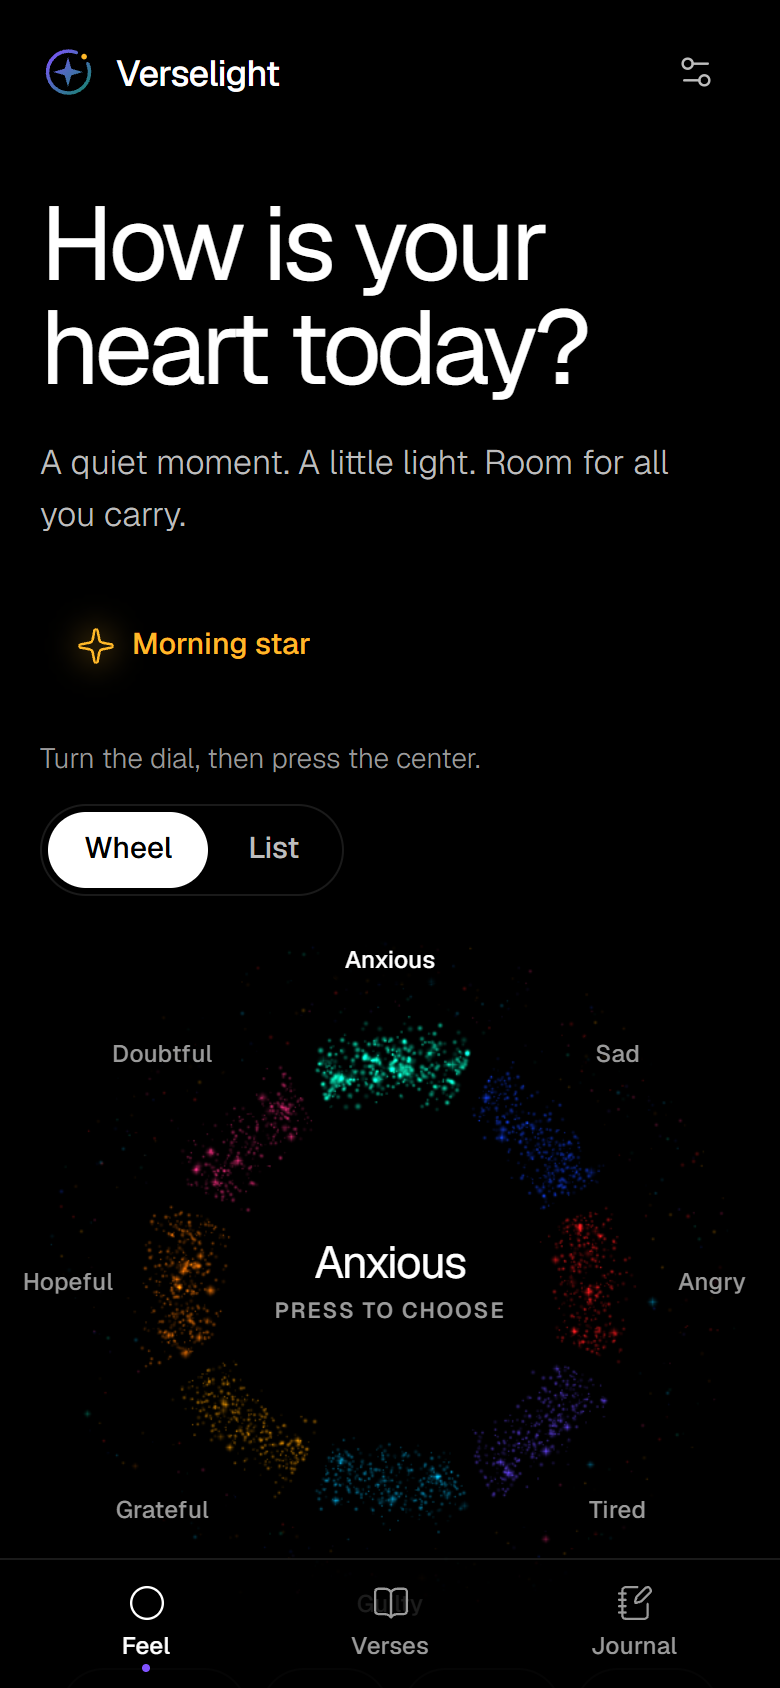 Verselight
How is your
heart today?
A quiet moment. A little light. Room for all
you carry.
Morning star
Turn the dial, then press the center.
Wheel
List
Anxious
Doubtful
Sad
Anxious
PRESS TO CHOOSE
Hopeful
Angry
Grateful
Tired
Guilty
Feel
Verses
Journal